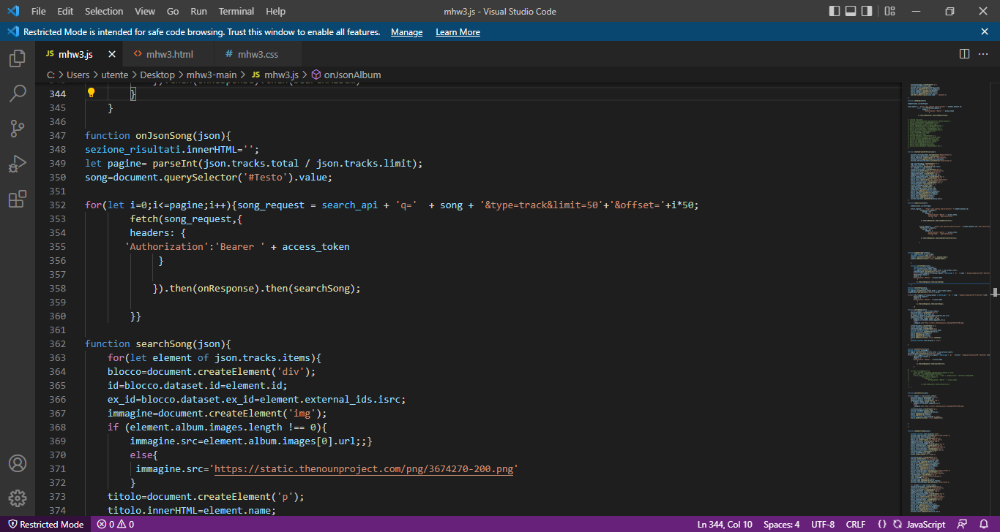 File Edit Selection View Go Run Terminal Help mhw3.js - Visual Studio Code
Restricted Mode is intended for safe code browsing. Trust this window to enable all features. Manage Learn More
JS mhw3.js <> mhw3.html # mhw3.css
C: > Users > utente > Desktop > mhw3-main > JS mhw3.js > onJsonAlbum
344 }
345 }
346
347 function onJsonSong(json){
348 sezione_risultati.innerHTML='';
349 let pagine= parseInt(json.tracks.total / json.tracks.limit);
350 song=document.querySelector('#Testo').value;
351
352 for(let i=0;i<=pagine;i++){song_request = search_api + 'q='  + song + '&type=track&limit=50'+'&offset='+i*50;
353 fetch(song_request,{
354 headers: {
355 'Authorization':'Bearer ' + access_token
356 }
357
358 }).then(onResponse).then(searchSong);
359
360 }}
361
362 function searchSong(json){
363 for(let element of json.tracks.items){
364 blocco=document.createElement('div');
365 id=blocco.dataset.id=element.id;
366 ex_id=blocco.dataset.ex_id=element.external_ids.isrc;
367 immagine=document.createElement('img');
368 if (element.album.images.length !== 0){
369 immagine.src=element.album.images[0].url;;}
370 else{
371 immagine.src='https://static.thenounproject.com/png/3674270-200.png'
372 }
373 titolo=document.createElement('p');
374 titolo.innerHTML=element.name;
Restricted Mode 0 0 Ln 344, Col 10 Spaces: 4 UTF-8 CRLF {} JavaScript